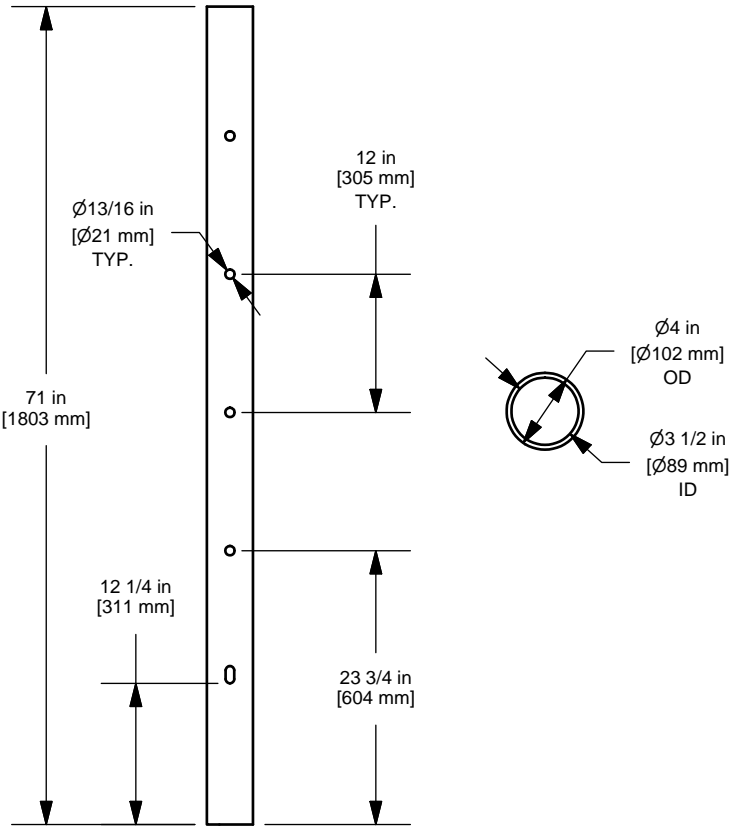 12 in
[305 mm]
TYP.
Ø13/16 in
[Ø21 mm]
TYP.
71 in
[1803 mm]
Ø4 in
[Ø102 mm]
OD
Ø3 1/2 in
[Ø89 mm]
ID
12 1/4 in
[311 mm]
23 3/4 in
[604 mm]